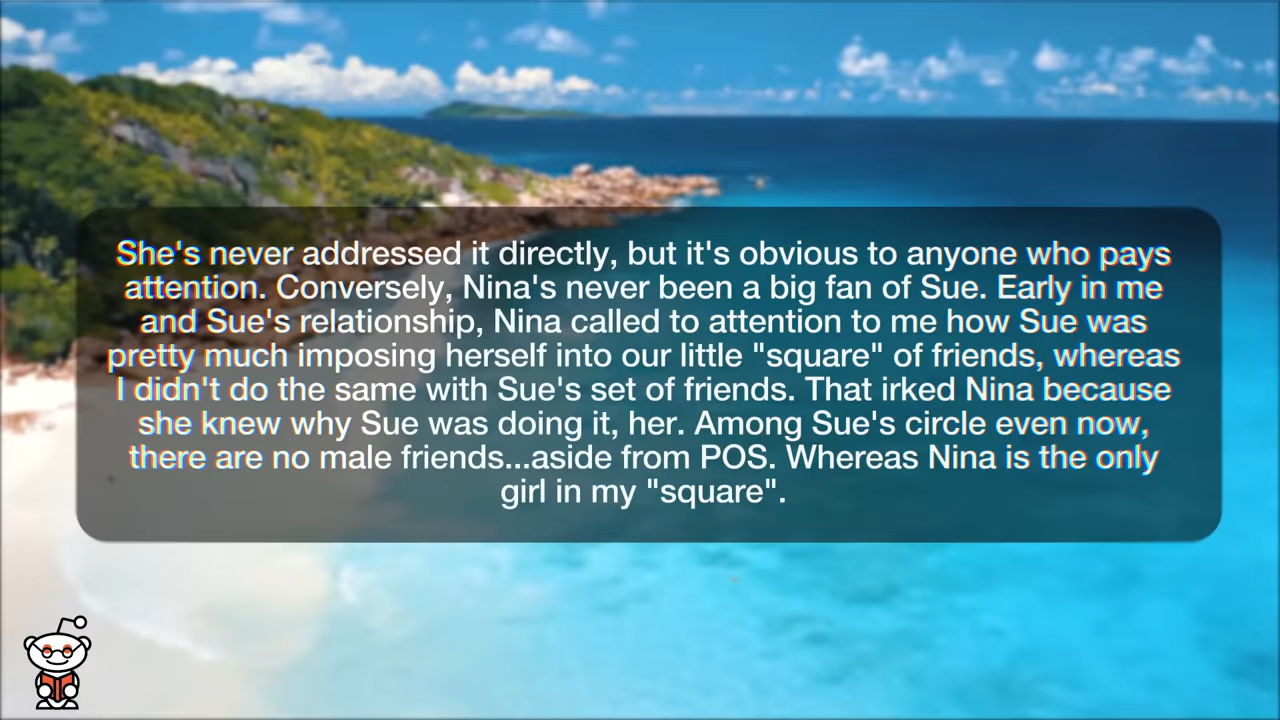 She's never addressed it directly, but it's obvious to anyone who pays
attention. Conversely, Nina's never been a big fan of Sue. Early in me
and Sue's relationship, Nina called to attention to me how Sue was
pretty much imposing herself into our little "square" of friends, whereas
I didn't do the same with Sue's set of friends. That irked Nina because
she knew why Sue was doing it, her. Among Sue's circle even now,
there are no male friends...aside from POS. Whereas Nina is the only
girl in my "square".